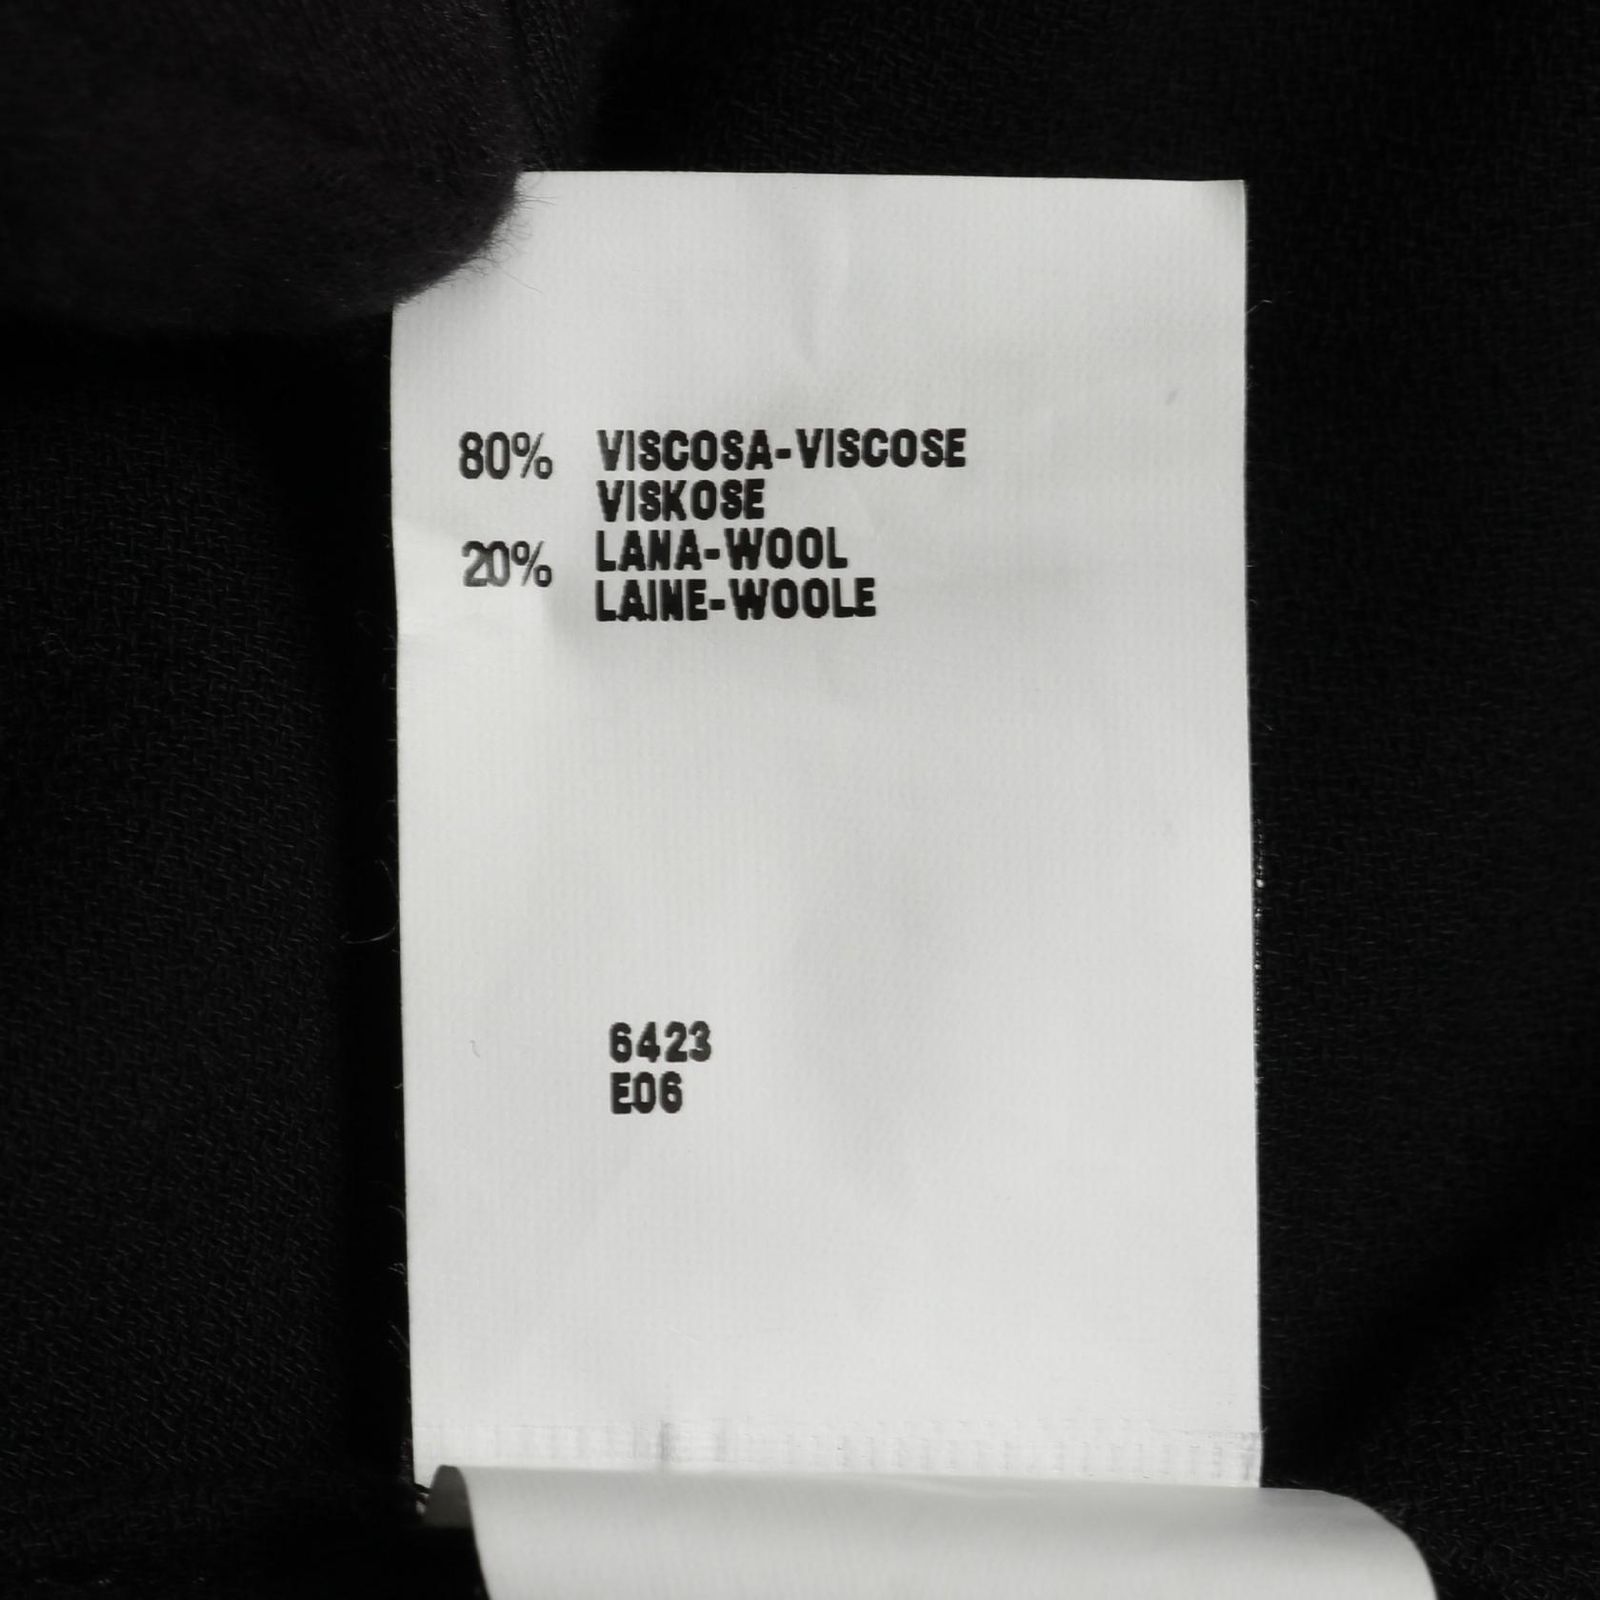 80% VISCOSA-VISCOSE
VISKOSE
20% LANA-WOOL
LAINE-WOOLE
6423
E06